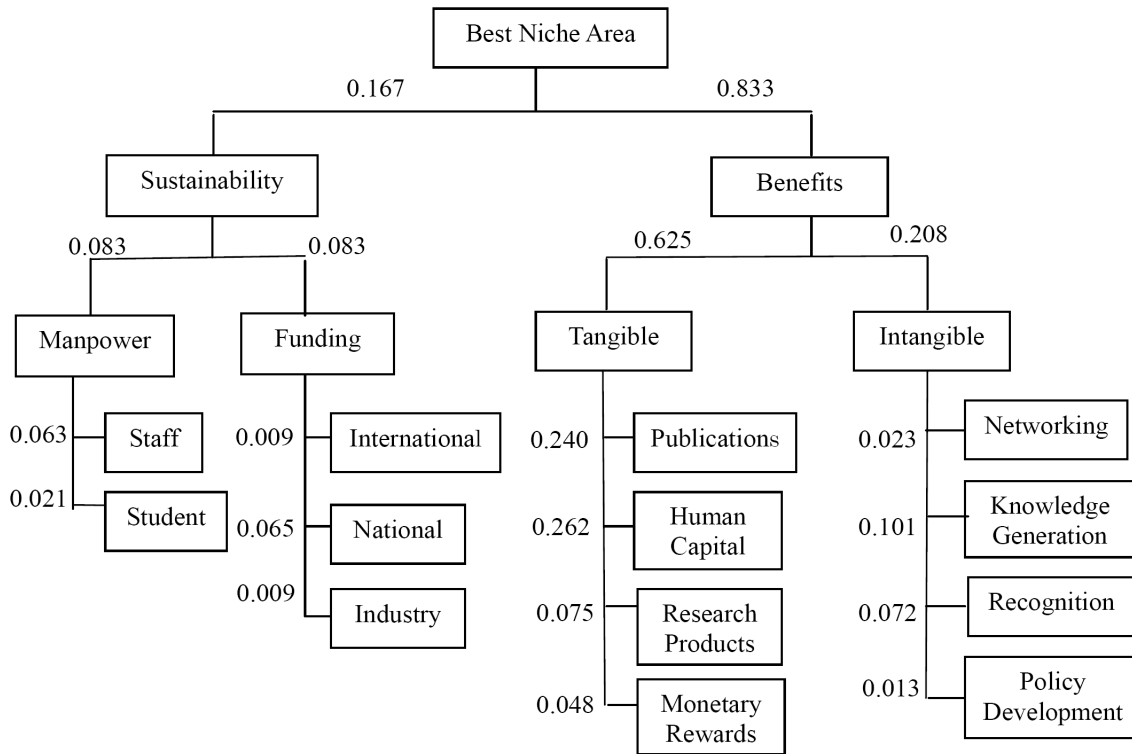 Best Niche Area
0.167
0.833
Sustainability
Benefits
0.083
0.083
0.625
0.208
Manpower
Funding
Tangible
Intangible
0.063
Staff
0.021
Student
0.009
International
0.065
National
0.009
Industry
0.240
Publications
0.262
Human
Capital
0.075
Research
Products
0.048
Monetary
Rewards
0.023
Networking
0.101
Knowledge
Generation
0.072
Recognition
0.013
Policy
Development